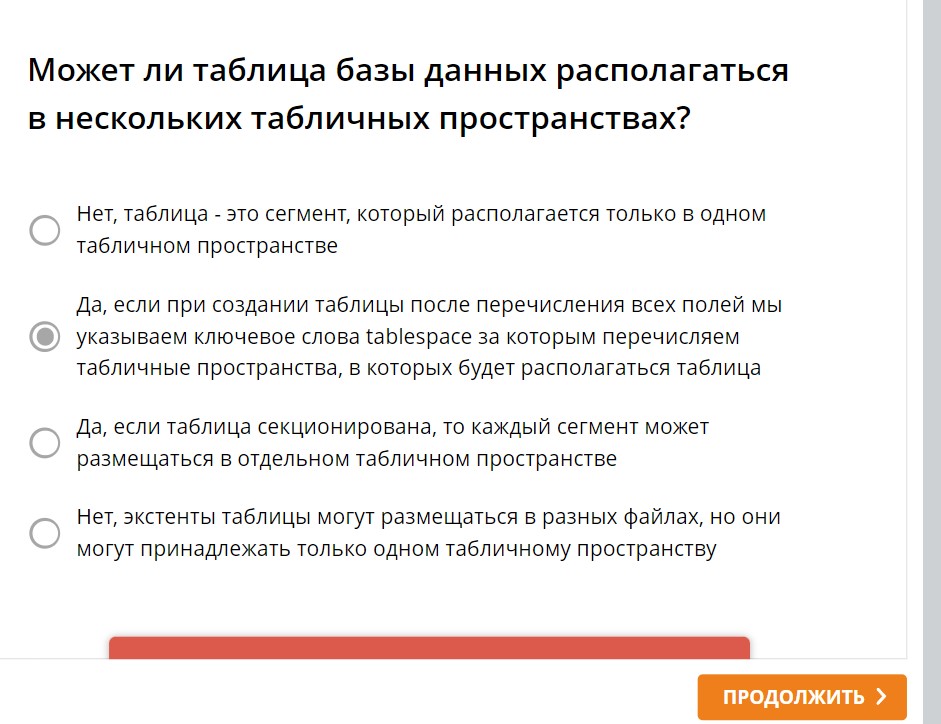 Может ли таблица базы данных располагаться
в нескольких табличных пространствах?
Нет, таблица - это сегмент, который располагается только в одном
табличном пространстве
Да, если при создании таблицы после перечисления всех полей мы
указываем ключевое слова tablespace за которым перечисляем
табличные пространства, в которых будет располагаться таблица
Да, если таблица секционирована, то каждый сегмент может
размещаться в отдельном табличном пространстве
Нет, экстенты таблицы могут размещаться в разных файлах, но они
могут принадлежать только одном табличному пространству
ПРОДОЛЖИТЬ